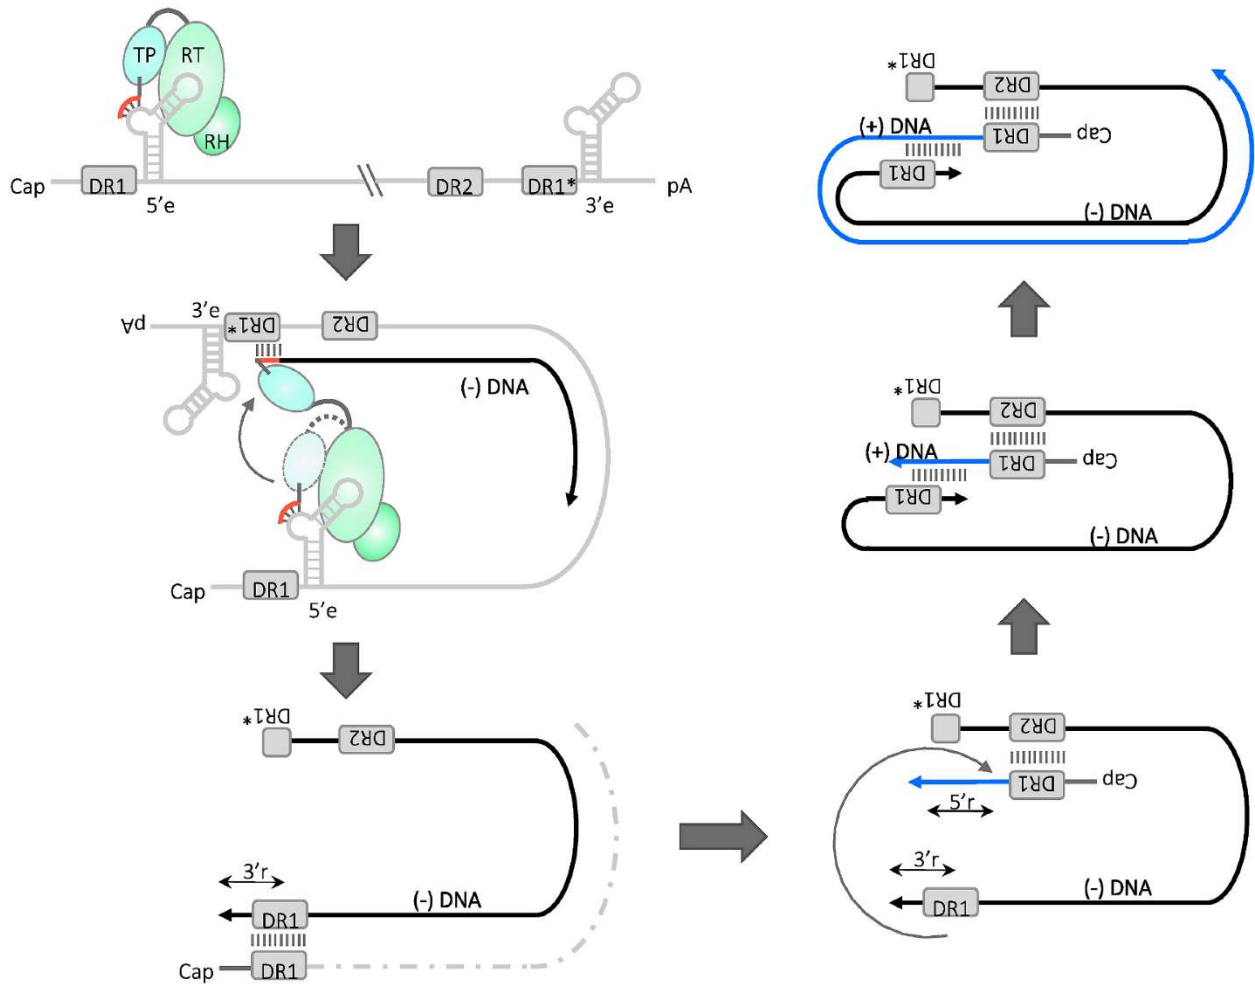 TP RT
RH
Cap DR1 DR2 DR1* pA
5'e 3'e
3'e
pA DR1* DR2
(-) DNA
Cap DR1
5'e
DR1*
DR2
3'r
(-) DNA
DR1
Cap DR1
DR1*
DR2
DR1 Cap
5'r
3'r
(-) DNA
DR1
DR1*
DR2
(+) DNA
DR1 Cap
DR1
(-) DNA
DR1*
DR2
(+) DNA
DR1 Cap
DR1
(-) DNA